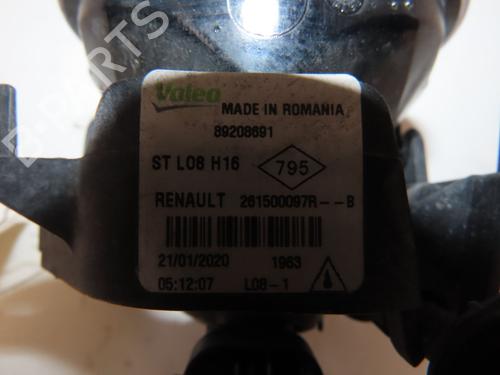 Valeo
MADE IN ROMANIA
89208691
ST L08 H16
795
RENAULT 261500097R--B
21/01/2020 1963
05:12:07 L08-1